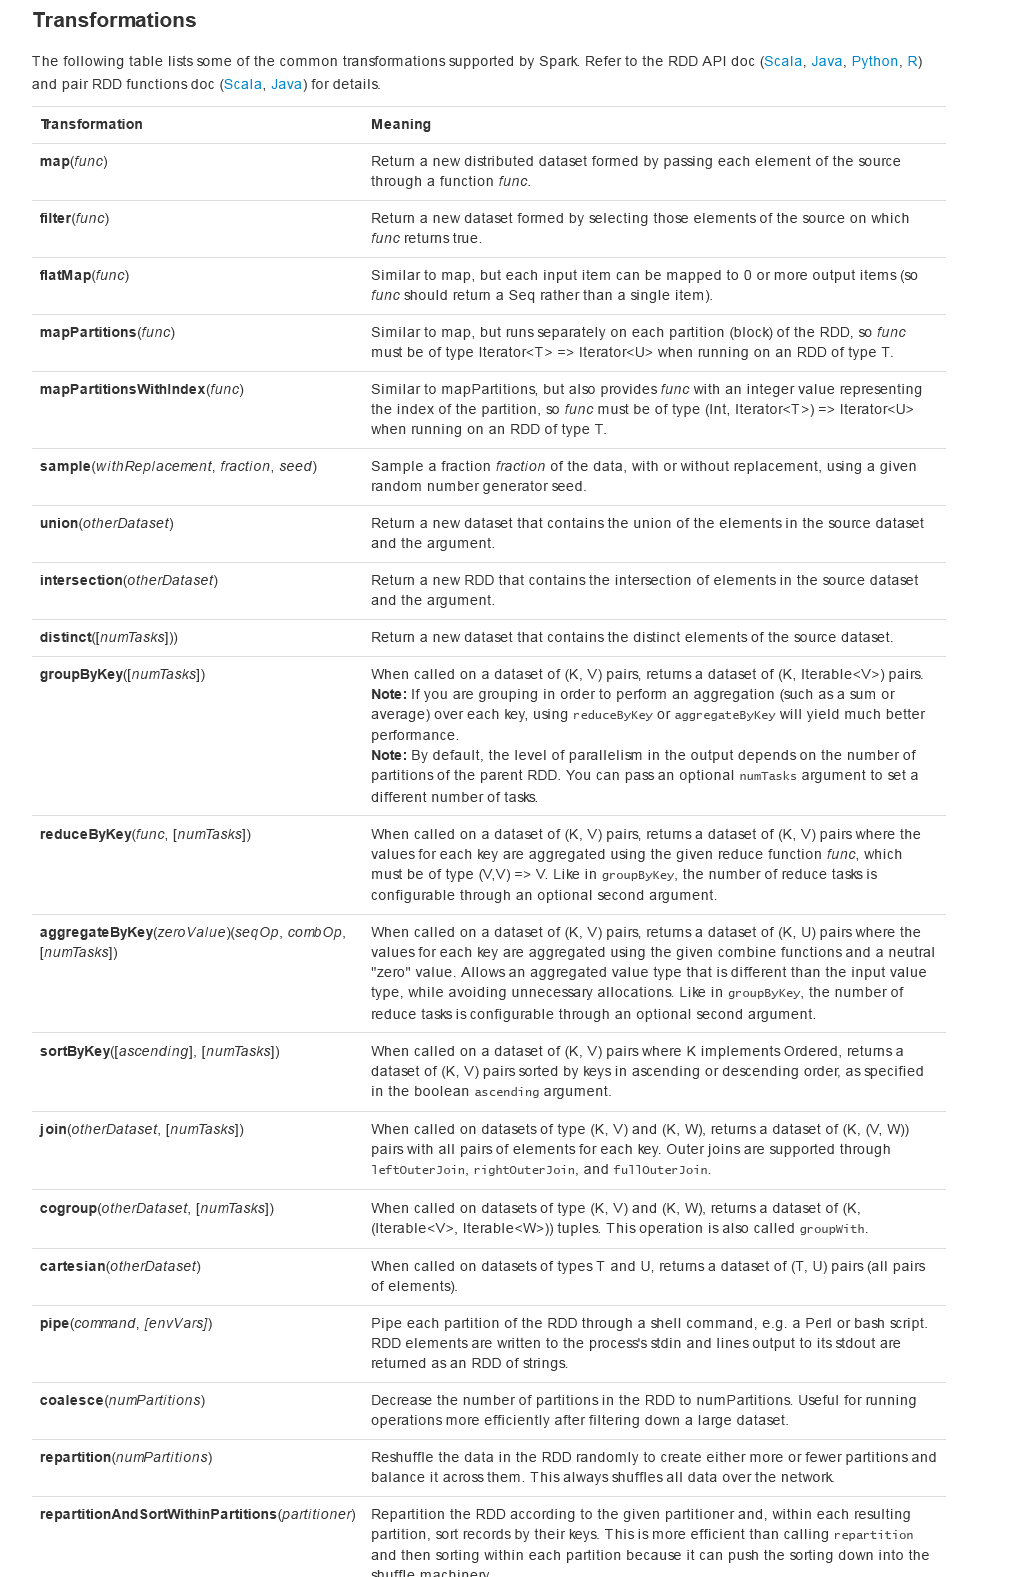 Transformations
The following table lists some of the common transformations supported by Spark. Refer to the RDD API doc (Scala, Java, Python, R)
and pair RDD functions doc (Scala, Java) for details.
Transformation Meaning
map(func) Return a new distributed dataset formed by passing each element of the source
through a function func.
filter(func) Return a new dataset formed by selecting those elements of the source on which
func returns true.
flatMap(func) Similar to map, but each input item can be mapped to 0 or more output items (so
func should return a Seq rather than a single item).
mapPartitions(func) Similar to map, but runs separately on each partition (block) of the RDD, so func
must be of type Iterator<T> => Iterator<U> when running on an RDD of type T.
mapPartitionsWithIndex(func) Similar to mapPartitions, but also provides func with an integer value representing
the index of the partition, so func must be of type (Int, Iterator<T>) => Iterator<U>
when running on an RDD of type T.
sample(withReplacement, fraction, seed) Sample a fraction fraction of the data, with or without replacement, using a given
random number generator seed.
union(otherDataset) Return a new dataset that contains the union of the elements in the source dataset
and the argument.
intersection(otherDataset) Return a new RDD that contains the intersection of elements in the source dataset
and the argument.
distinct([numTasks])) Return a new dataset that contains the distinct elements of the source dataset.
groupByKey([numTasks]) When called on a dataset of (K, V) pairs, returns a dataset of (K, Iterable<V>) pairs.
Note: If you are grouping in order to perform an aggregation (such as a sum or
average) over each key, using reduceByKey or aggregateByKey will yield much better
performance.
Note: By default, the level of parallelism in the output depends on the number of
partitions of the parent RDD. You can pass an optional numTasks argument to set a
different number of tasks.
reduceByKey(func, [numTasks]) When called on a dataset of (K, V) pairs, returns a dataset of (K, V) pairs where the
values for each key are aggregated using the given reduce function func, which
must be of type (V,V) => V. Like in groupByKey, the number of reduce tasks is
configurable through an optional second argument.
aggregateByKey(zeroValue)(seqOp, combOp, When called on a dataset of (K, V) pairs, returns a dataset of (K, U) pairs where the
[numTasks]) values for each key are aggregated using the given combine functions and a neutral
"zero" value. Allows an aggregated value type that is different than the input value
type, while avoiding unnecessary allocations. Like in groupByKey, the number of
reduce tasks is configurable through an optional second argument.
sortByKey([ascending], [numTasks]) When called on a dataset of (K, V) pairs where K implements Ordered, returns a
dataset of (K, V) pairs sorted by keys in ascending or descending order, as specified
in the boolean ascending argument.
join(otherDataset, [numTasks]) When called on datasets of type (K, V) and (K, W), returns a dataset of (K, (V, W))
pairs with all pairs of elements for each key. Outer joins are supported through
leftOuterJoin, rightOuterJoin, and fullOuterJoin.
cogroup(otherDataset, [numTasks]) When called on datasets of type (K, V) and (K, W), returns a dataset of (K,
(Iterable<V>, Iterable<W>)) tuples. This operation is also called groupWith.
cartesian(otherDataset) When called on datasets of types T and U, returns a dataset of (T, U) pairs (all pairs
of elements).
pipe(command, [envVars]) Pipe each partition of the RDD through a shell command, e.g. a Perl or bash script.
RDD elements are written to the process's stdin and lines output to its stdout are
returned as an RDD of strings.
coalesce(numPartitions) Decrease the number of partitions in the RDD to numPartitions. Useful for running
operations more efficiently after filtering down a large dataset.
repartition(numPartitions) Reshuffle the data in the RDD randomly to create either more or fewer partitions and
balance it across them. This always shuffles all data over the network.
repartitionAndSortWithinPartitions(partitioner) Repartition the RDD according to the given partitioner and, within each resulting
partition, sort records by their keys. This is more efficient than calling repartition
and then sorting within each partition because it can push the sorting down into the
shuffle machinery.